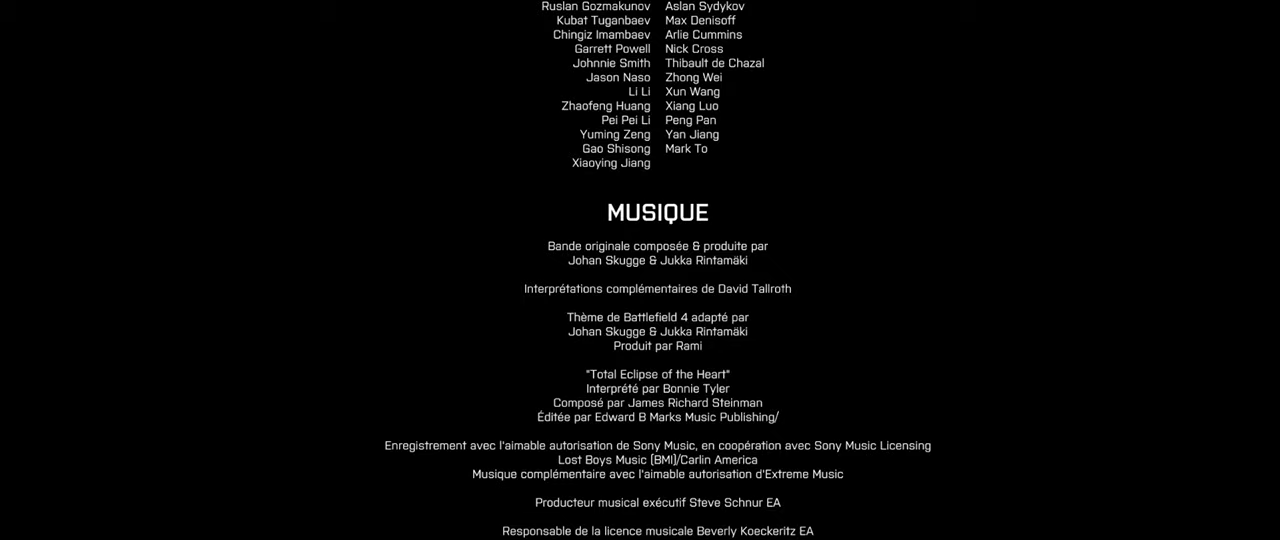 Ruslan Gozmakunov Aslan Sydykov
Kubat Tuganbaev Max Denisoff
Chingiz Imambaev Arlie Cummins
Garrett Powell Nick Cross
Johnnie Smith Thibault de Chazal
Jason Naso Zhong Wei
Li Li Xun Wang
Zhaofeng Huang Xiang Luo
Pei Pei Li Peng Pan
Yuming Zeng Yan Jiang
Gao Shisong Mark To
Xiaoying Jiang
MUSIQUE
Bande originale composée & produite par
Johan Skugge & Jukka Rintamäki
Interprétations complémentaires de David Tallroth
Thème de Battlefield 4 adapté par
Johan Skugge & Jukka Rintamäki
Produit par Rami
"Total Eclipse of the Heart"
Interprété par Bonnie Tyler
Composé par James Richard Steinman
Éditée par Edward B Marks Music Publishing/
Enregistrement avec l'aimable autorisation de Sony Music, en coopération avec Sony Music Licensing
Lost Boys Music [BMI]/Carlin America
Musique complémentaire avec l'aimable autorisation d'Extreme Music
Producteur musical exécutif Steve Schnur EA
Responsable de la licence musicale Beverly Koeckeritz EA